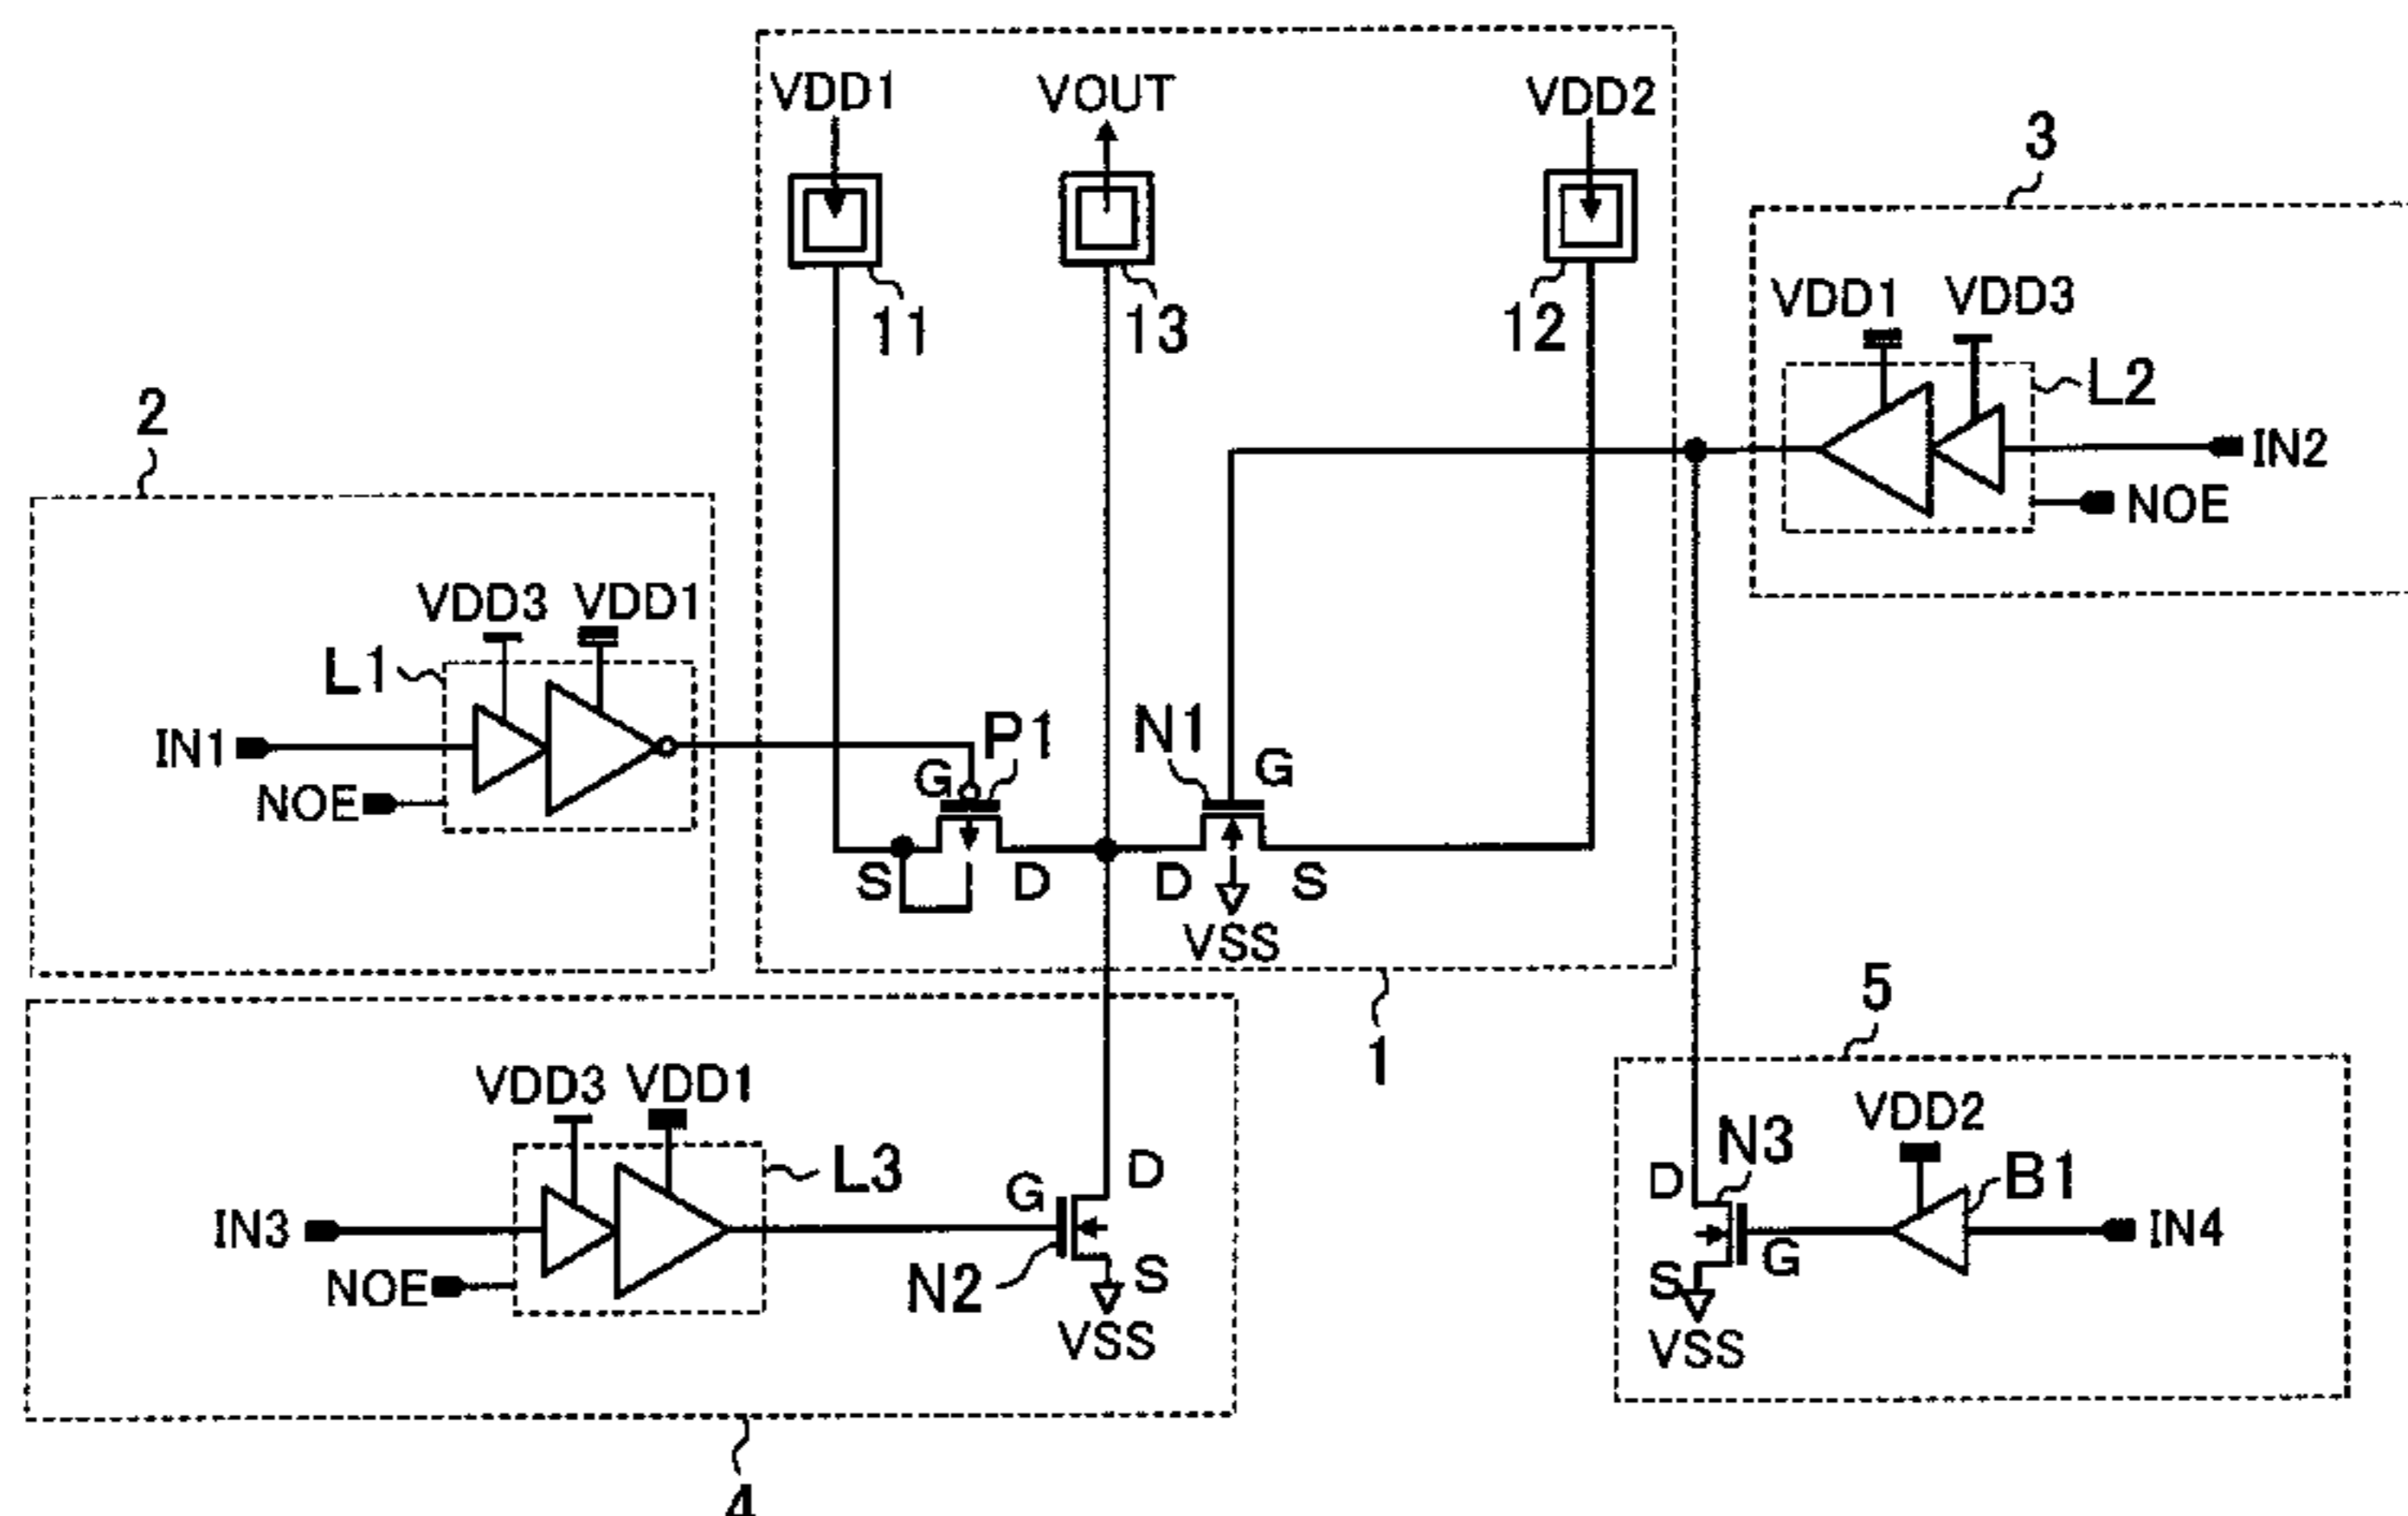 VDD1
VOUT
VDD2
3
11
13
12
VDD1
VDD3
L2
IN2
NOE
2
VDD3
VDD1
L1
IN1
NOE
P1
G
S
D
N1
G
D
S
VSS
1
5
VDD3
VDD1
L3
IN3
NOE
G
D
N2
S
VSS
VDD2
N3
D
B1
G
IN4
S
VSS
4